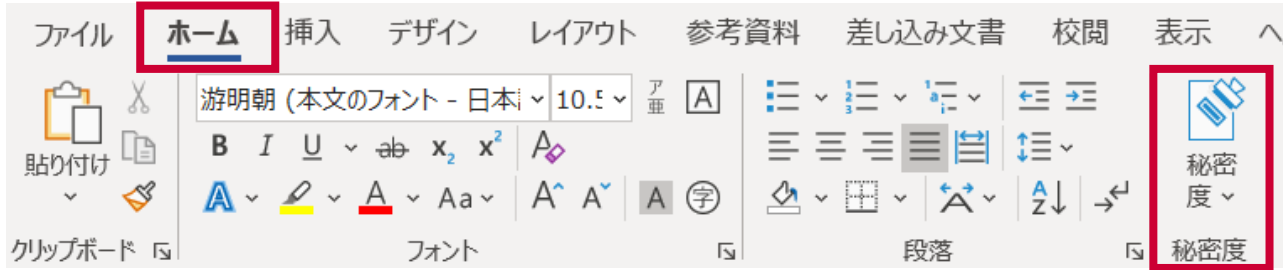 ファイル ホーム 挿入 デザイン レイアウト 参考資料 差し込み文書 校閲 表示
游明朝 (本文のフォント - 日本 10.5 ア亜 A
B I U ab x₂ x² A
貼り付け
A A Aa A A A 字 A Z
秘密度
クリップボード フォント 段落 秘密度